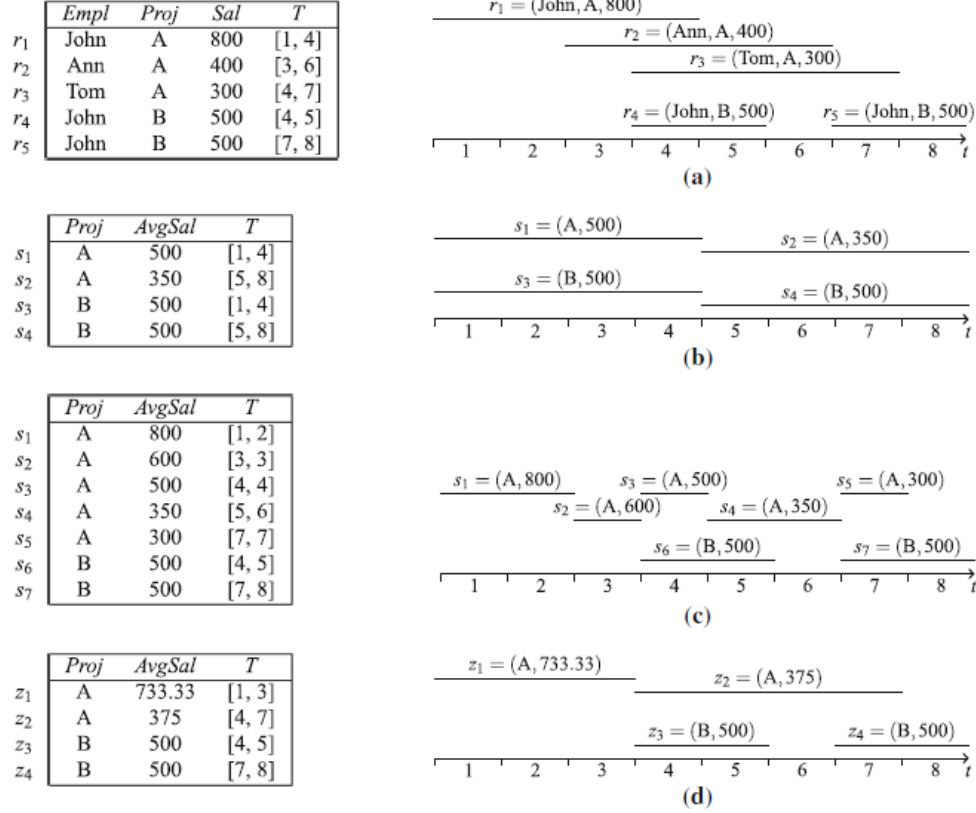 Empl Proj Sal T
r1 John A 800 [1, 4]
r2 Ann A 400 [3, 6]
r3 Tom A 300 [4, 7]
r4 John B 500 [4, 5]
r5 John B 500 [7, 8]
r1 = (John, A, 800)
r2 = (Ann, A, 400)
r3 = (Tom, A, 300)
r4 = (John, B, 500) r5 = (John, B, 500)
1 2 3 4 5 6 7 8 t
(a)
Proj AvgSal T
s1 A 500 [1, 4]
s2 A 350 [5, 8]
s3 B 500 [1, 4]
s4 B 500 [5, 8]
s1 = (A, 500)
s2 = (A, 350)
s3 = (B, 500)
s4 = (B, 500)
1 2 3 4 5 6 7 8 t
(b)
Proj AvgSal T
s1 A 800 [1, 2]
s2 A 600 [3, 3]
s3 A 500 [4, 4]
s4 A 350 [5, 6]
s5 A 300 [7, 7]
s6 B 500 [4, 5]
s7 B 500 [7, 8]
s1 = (A, 800) s3 = (A, 500) s5 = (A, 300)
s2 = (A, 600) s4 = (A, 350)
s6 = (B, 500) s7 = (B, 500)
1 2 3 4 5 6 7 8 t
(c)
Proj AvgSal T
z1 A 733.33 [1, 3]
z2 A 375 [4, 7]
z3 B 500 [4, 5]
z4 B 500 [7, 8]
z1 = (A, 733.33)
z2 = (A, 375)
z3 = (B, 500) z4 = (B, 500)
1 2 3 4 5 6 7 8 t
(d)